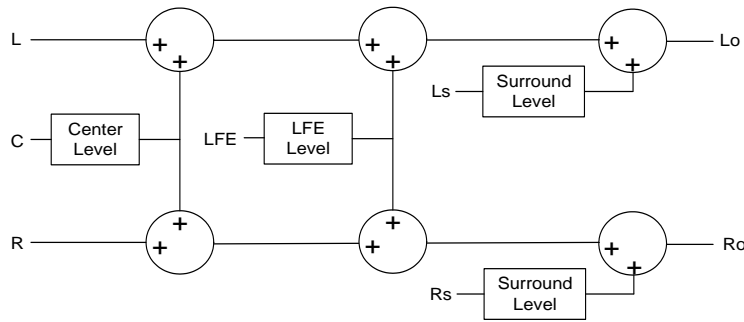 L
+
+
+
+
+
+
Lo
Ls
Surround
Level
C
Center
Level
LFE
LFE
Level
R
+
+
+
+
+
+
Ro
Rs
Surround
Level